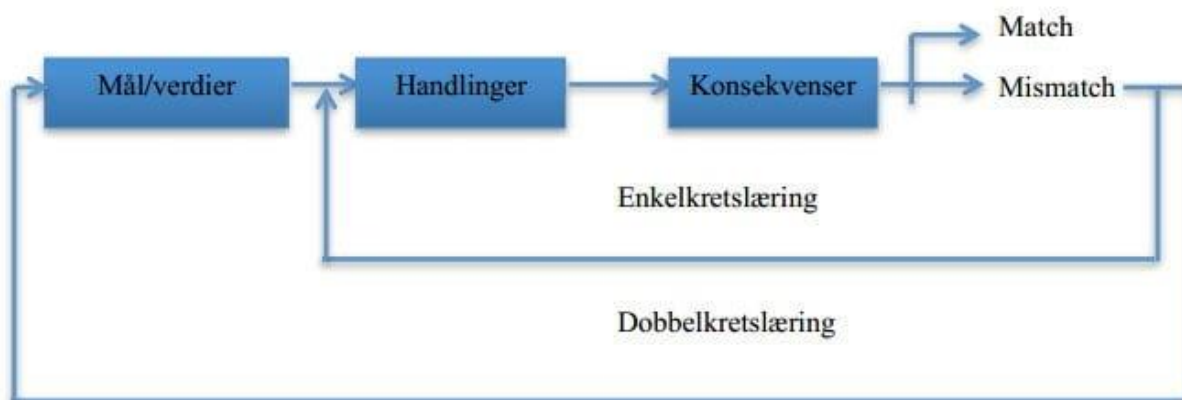 Match
Mål/verdier
Handlinger
Konsekvenser
Mismatch
Enkelkretslæring
Dobbelkretslæring